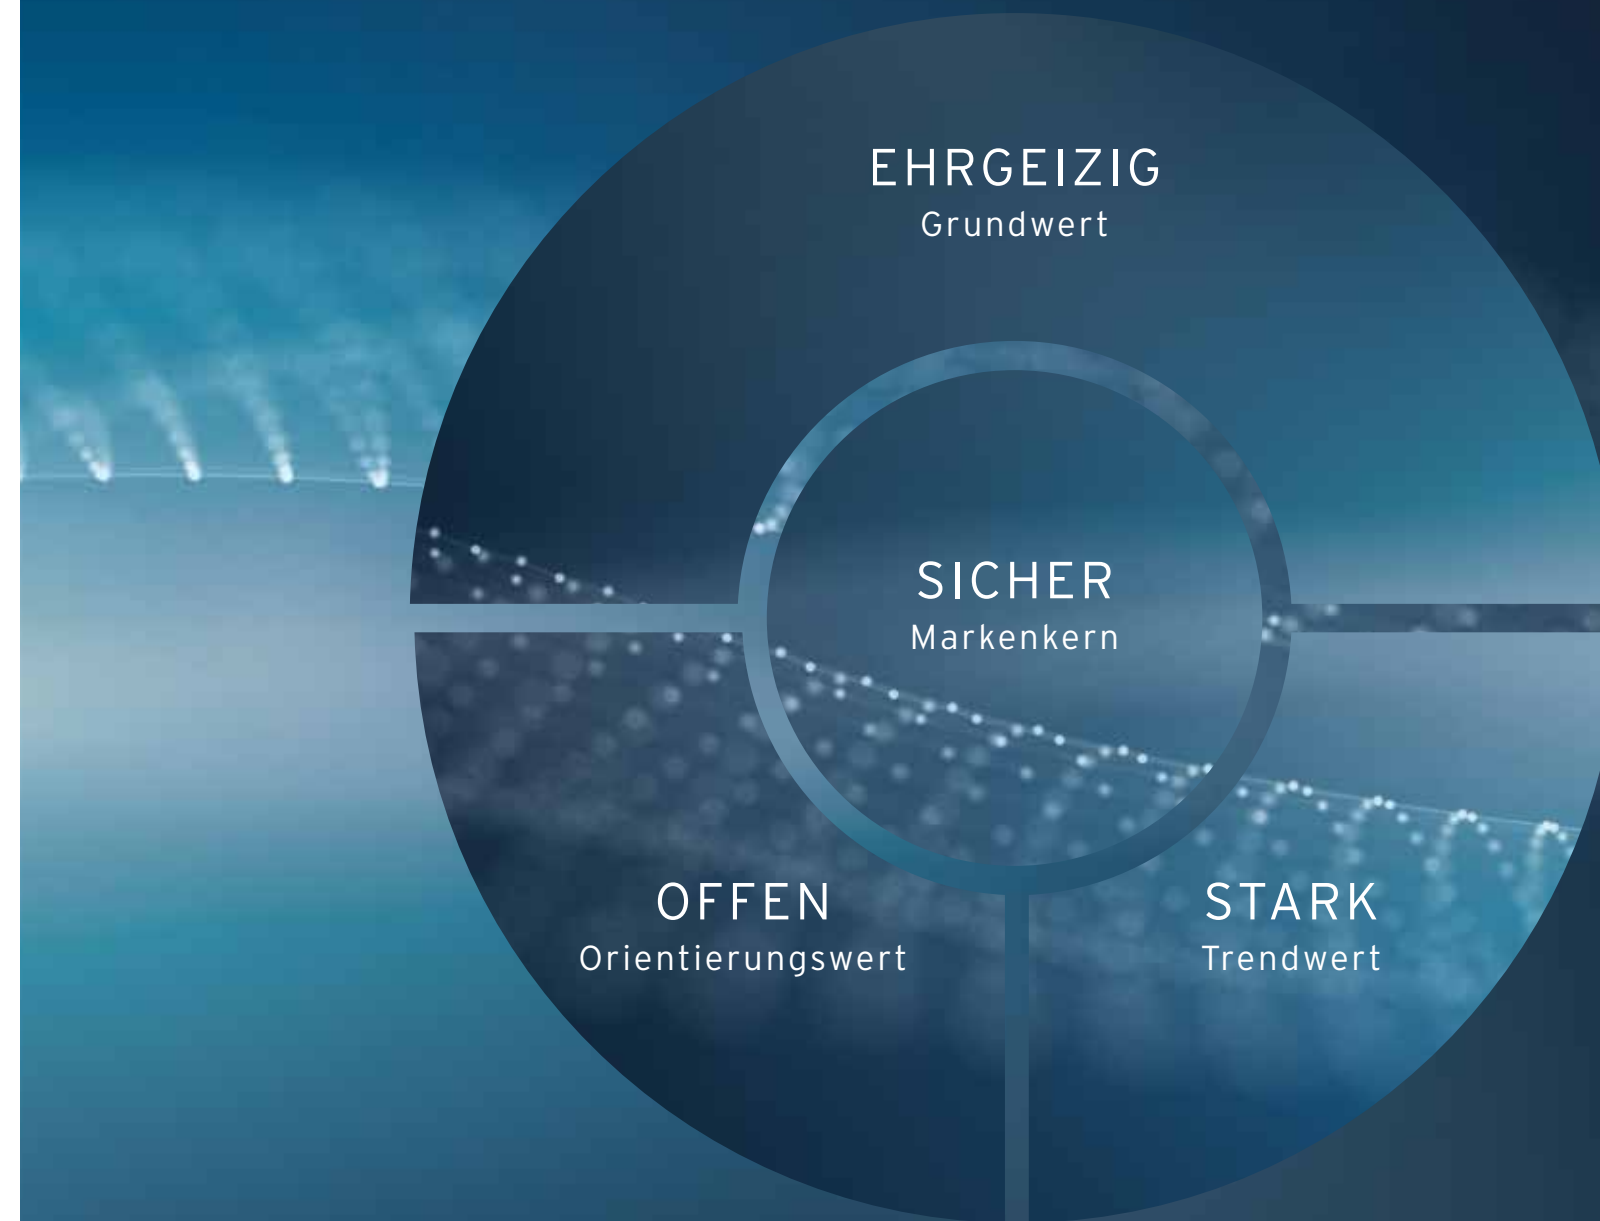 EHRGEIZIG
Grundwert
SICHER
Markenkern
OFFEN
Orientierungswert
STARK
Trendwert